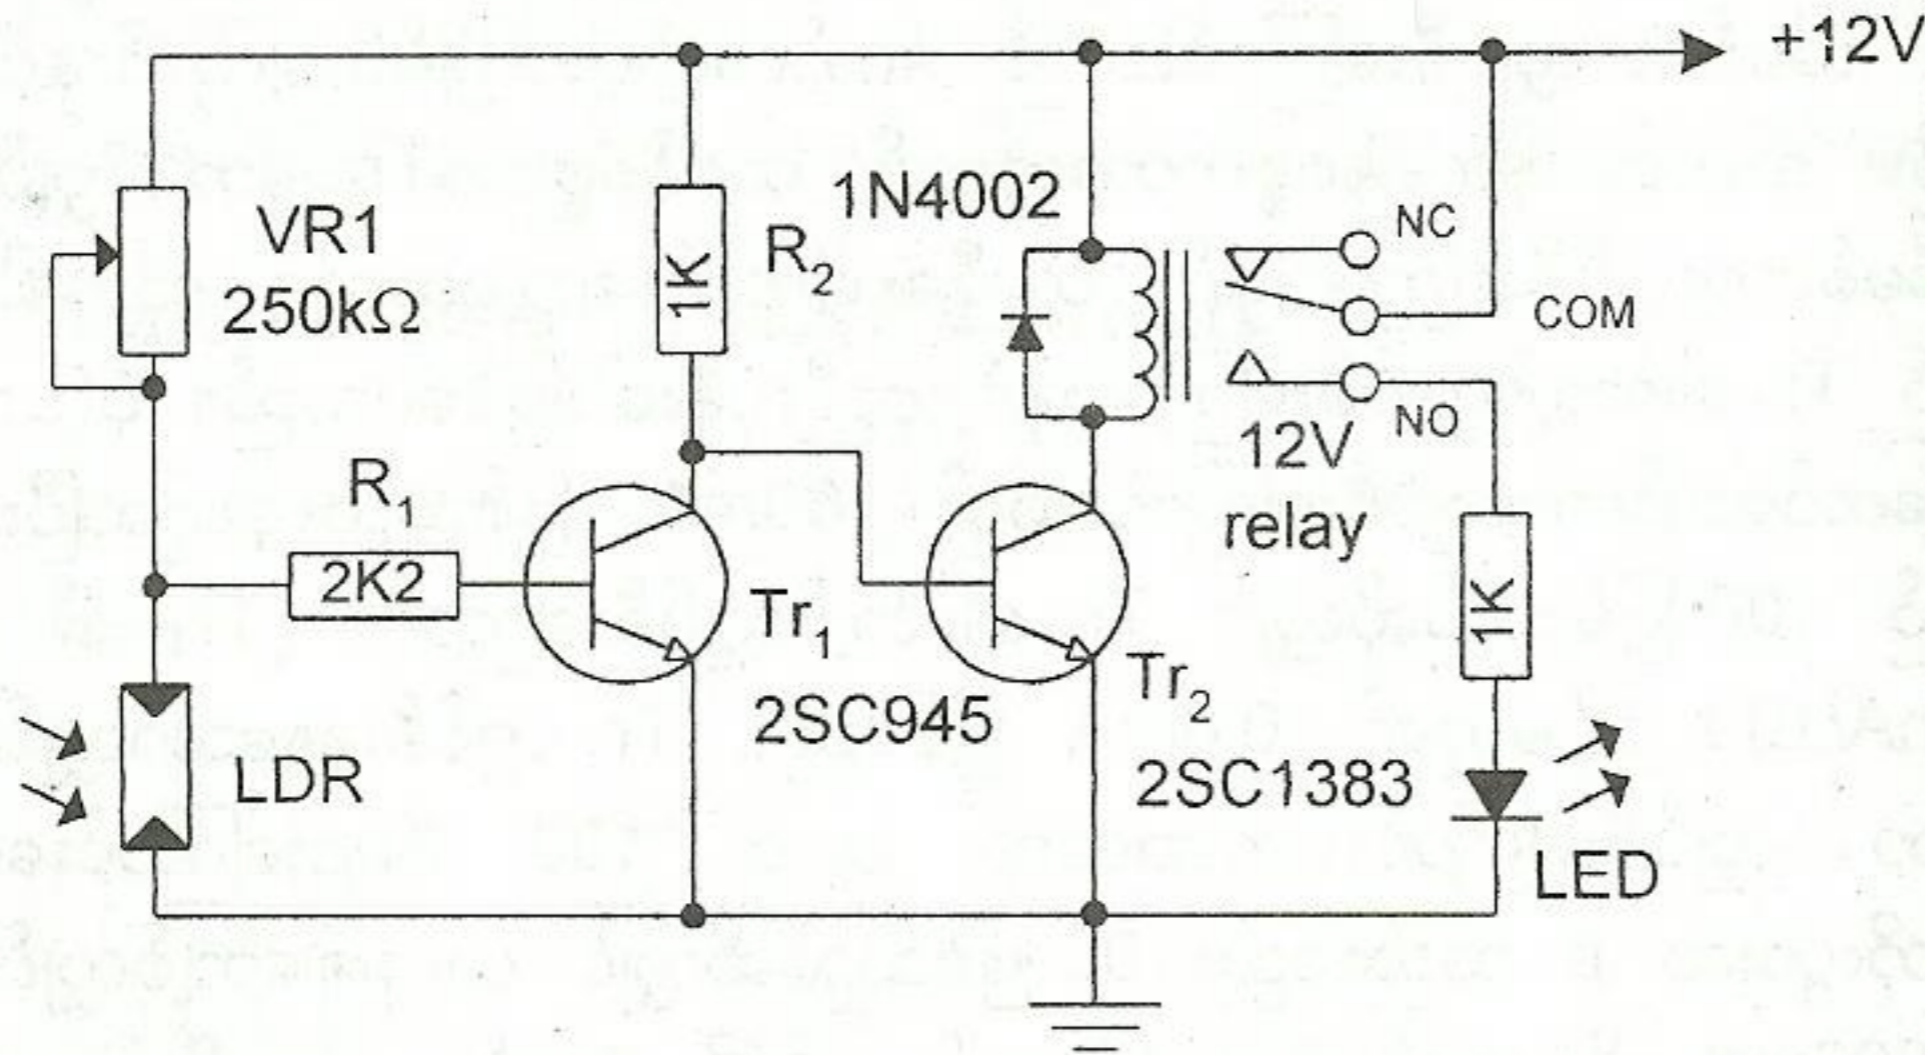 +12V
VR1
250kΩ
1K
R2
1N4002
NC
COM
NO
12V
relay
R1
2K2
Tr1
2SC945
Tr2
2SC1383
1K
LDR
LED